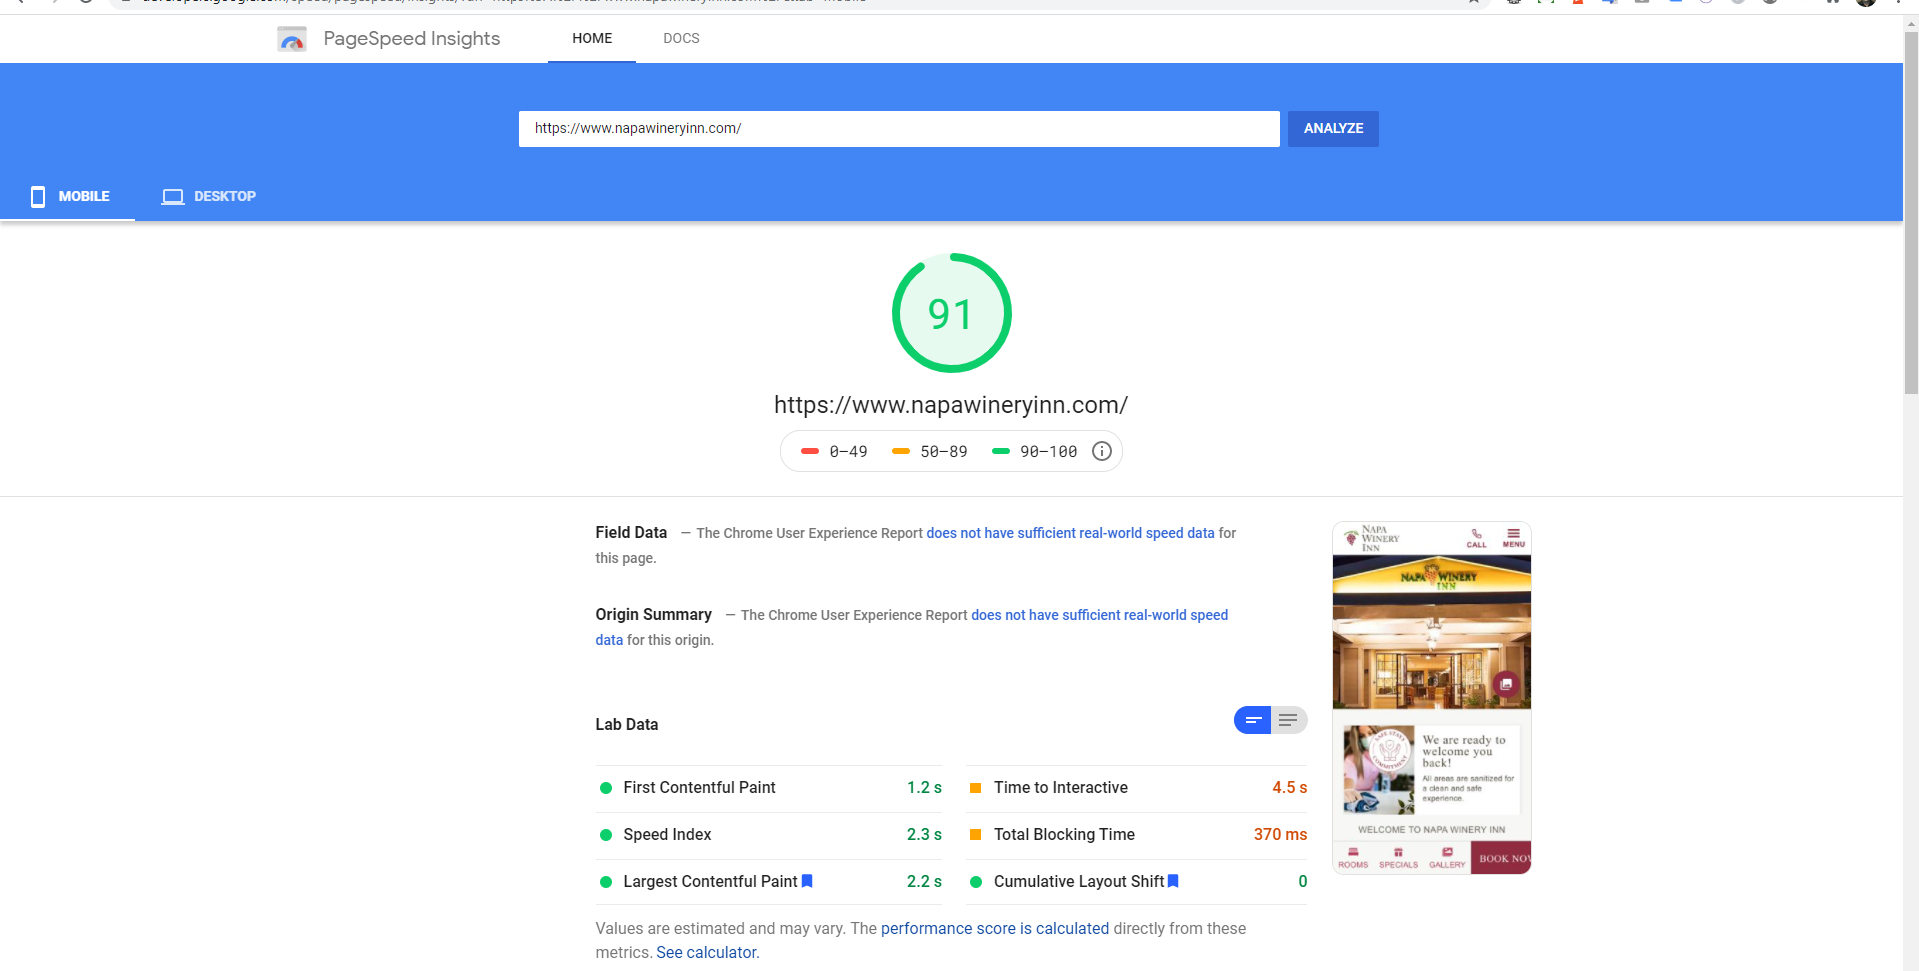 PageSpeed Insights
HOME
DOCS
https://www.napawineryinn.com/
ANALYZE
MOBILE
DESKTOP
91
https://www.napawineryinn.com/
0–49
50–89
90–100
Field Data — The Chrome User Experience Report does not have sufficient real-world speed data for
this page.
Origin Summary — The Chrome User Experience Report does not have sufficient real-world speed
data for this origin.
Lab Data
First Contentful Paint 1.2 s
Time to Interactive 4.5 s
Speed Index 2.3 s
Total Blocking Time 370 ms
Largest Contentful Paint 2.2 s
Cumulative Layout Shift 0
Values are estimated and may vary. The performance score is calculated directly from these
metrics. See calculator.
NAPA
WINERY
INN
CALL
MENU
NAPA WINERY
INN
SAFE STAY
COMMITMENT
We are ready to
welcome you
back!
All areas are sanitized for
a clean and safe
experience.
WELCOME TO NAPA WINERY INN
ROOMS
SPECIALS
GALLERY
BOOK NOW